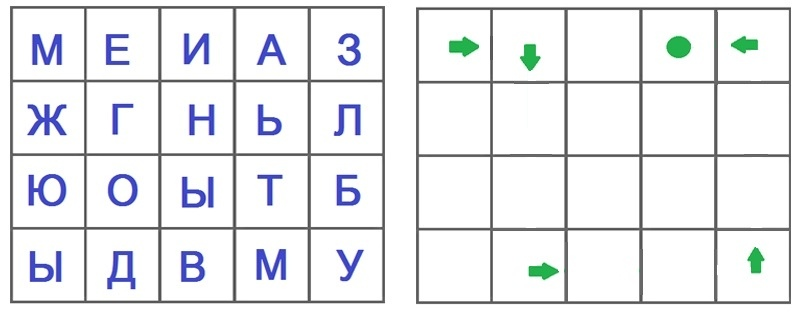 М Е И А З
Ж Г Н Ь Л
Ю О Ы Т Б
Ы Д В М У